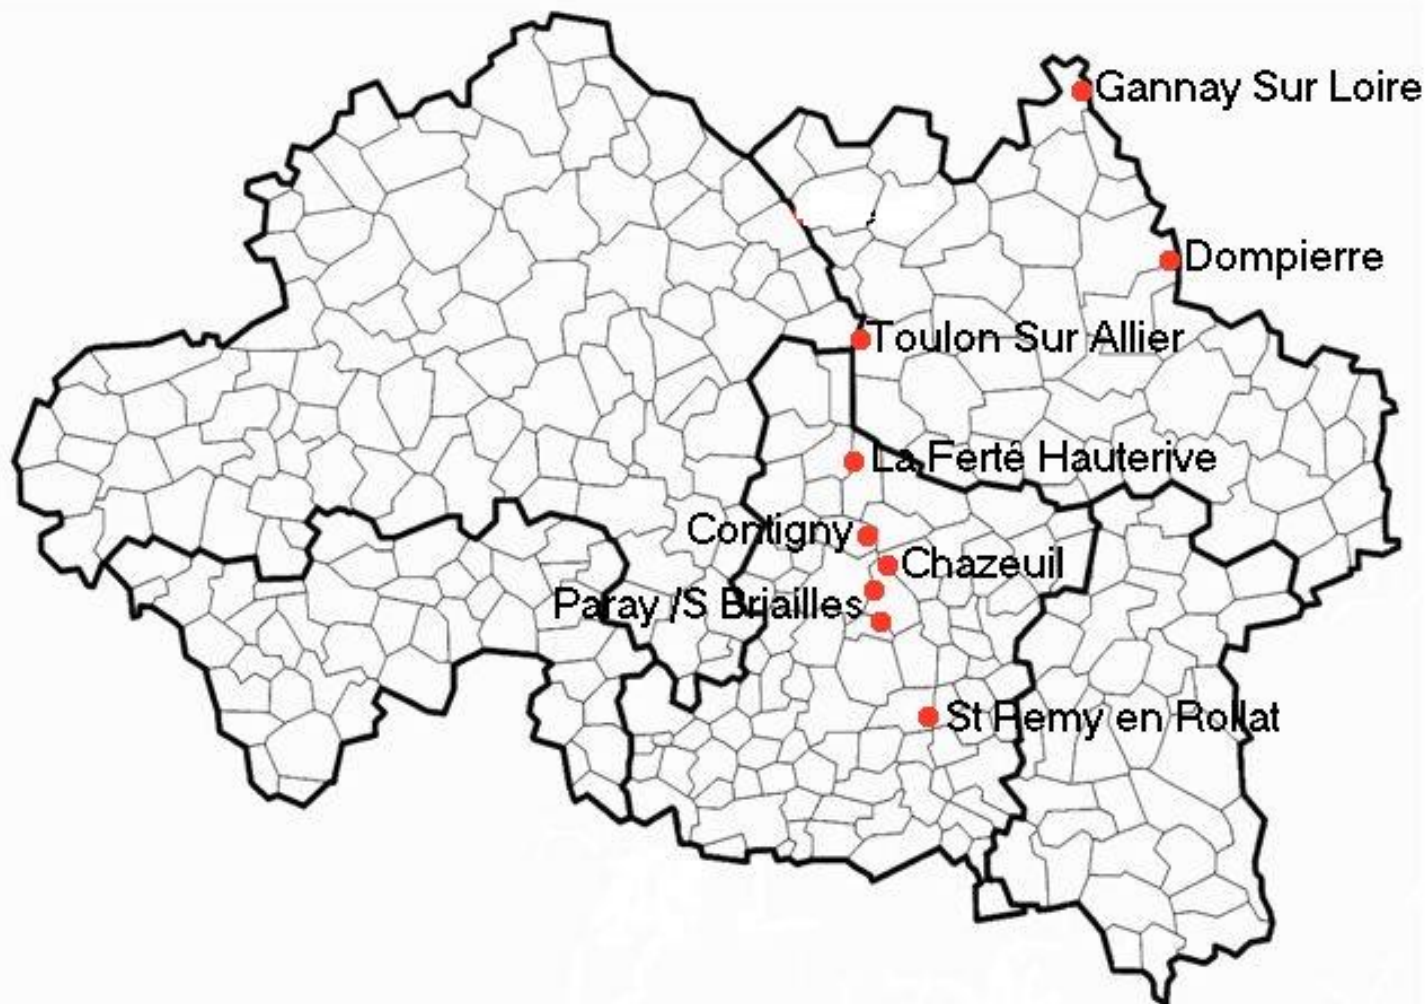 Gannay Sur Loire
Dompierre
Toulon Sur Allier
La Ferté Hauterive
Contigny
Chazeuil
Paray /S Briailles
St Remy en Rollat